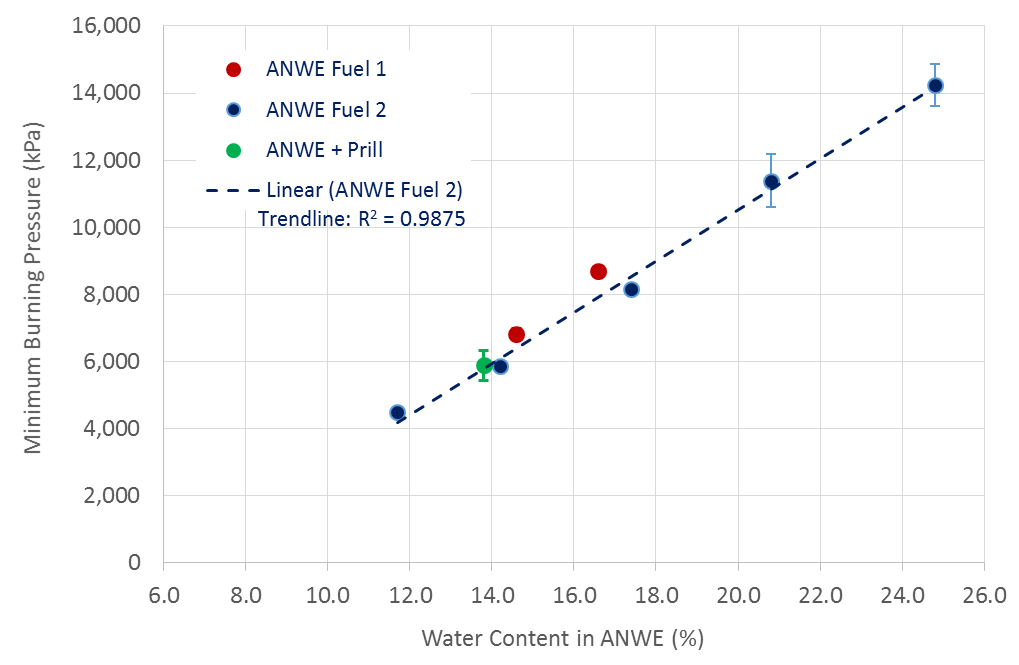 16,000
14,000
12,000
10,000
8,000
6,000
4,000
2,000
0
Minimum Burning Pressure (kPa)
ANWE Fuel 1
ANWE Fuel 2
ANWE + Prill
Linear (ANWE Fuel 2)
Trendline: R² = 0.9875
6.0 8.0 10.0 12.0 14.0 16.0 18.0 20.0 22.0 24.0 26.0
Water Content in ANWE (%)